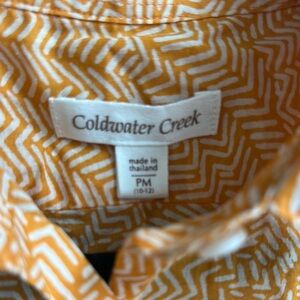 Coldwater Creek
made in
thailand
PM
(10-12)